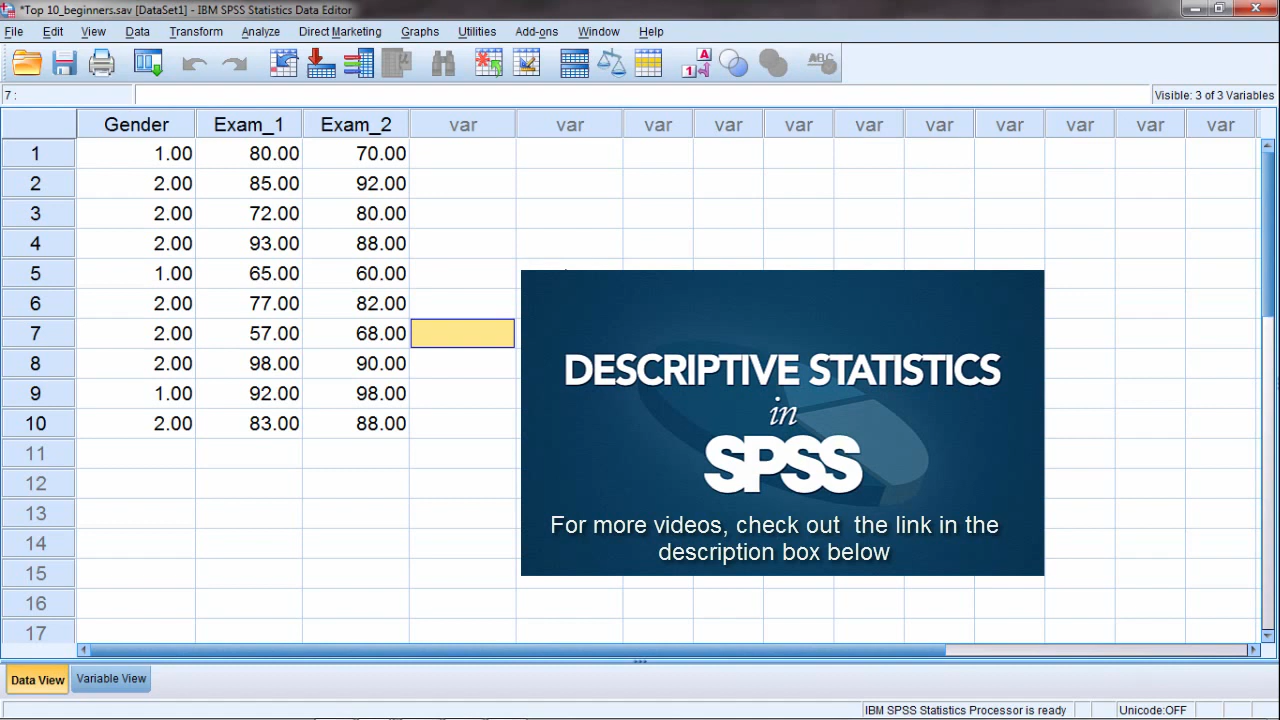 *Top 10_beginners.sav [DataSet1] - IBM SPSS Statistics Data Editor
File Edit View Data Transform Analyze Direct Marketing Graphs Utilities Add-ons Window Help
A
1
ABC
7 :
Visible: 3 of 3 Variables
Gender Exam_1 Exam_2 var var var var var var var var var var
1 1.00 80.00 70.00
2 2.00 85.00 92.00
3 2.00 72.00 80.00
4 2.00 93.00 88.00
5 1.00 65.00 60.00
6 2.00 77.00 82.00
7 2.00 57.00 68.00
8 2.00 98.00 90.00
9 1.00 92.00 98.00
10 2.00 83.00 88.00
11
12
13
14
15
16
17
DESCRIPTIVE STATISTICS
in
SPSS
For more videos, check out the link in the
description box below
Data View Variable View
IBM SPSS Statistics Processor is ready Unicode:OFF